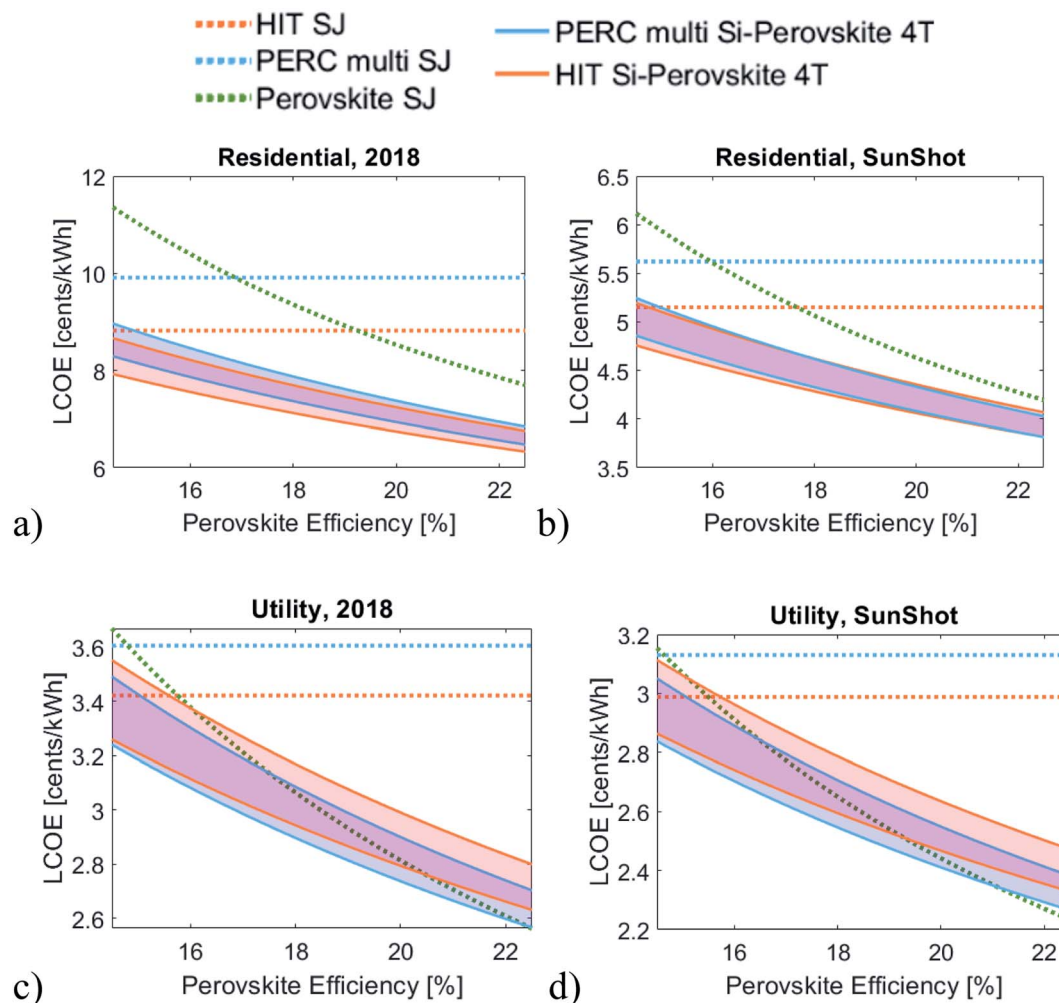 HIT SJ
PERC multi SJ
Perovskite SJ
PERC multi Si-Perovskite 4T
HIT Si-Perovskite 4T
Residential, 2018
12
10
8
6
LCOE [cents/kWh]
16 18 20 22
Perovskite Efficiency [%]
a)
Residential, SunShot
6.5
6
5.5
5
4.5
4
3.5
LCOE [cents/kWh]
16 18 20 22
Perovskite Efficiency [%]
b)
Utility, 2018
3.6
3.4
3.2
3
2.8
2.6
LCOE [cents/kWh]
16 18 20 22
Perovskite Efficiency [%]
c)
Utility, SunShot
3.2
3
2.8
2.6
2.4
2.2
LCOE [cents/kWh]
16 18 20 22
Perovskite Efficiency [%]
d)